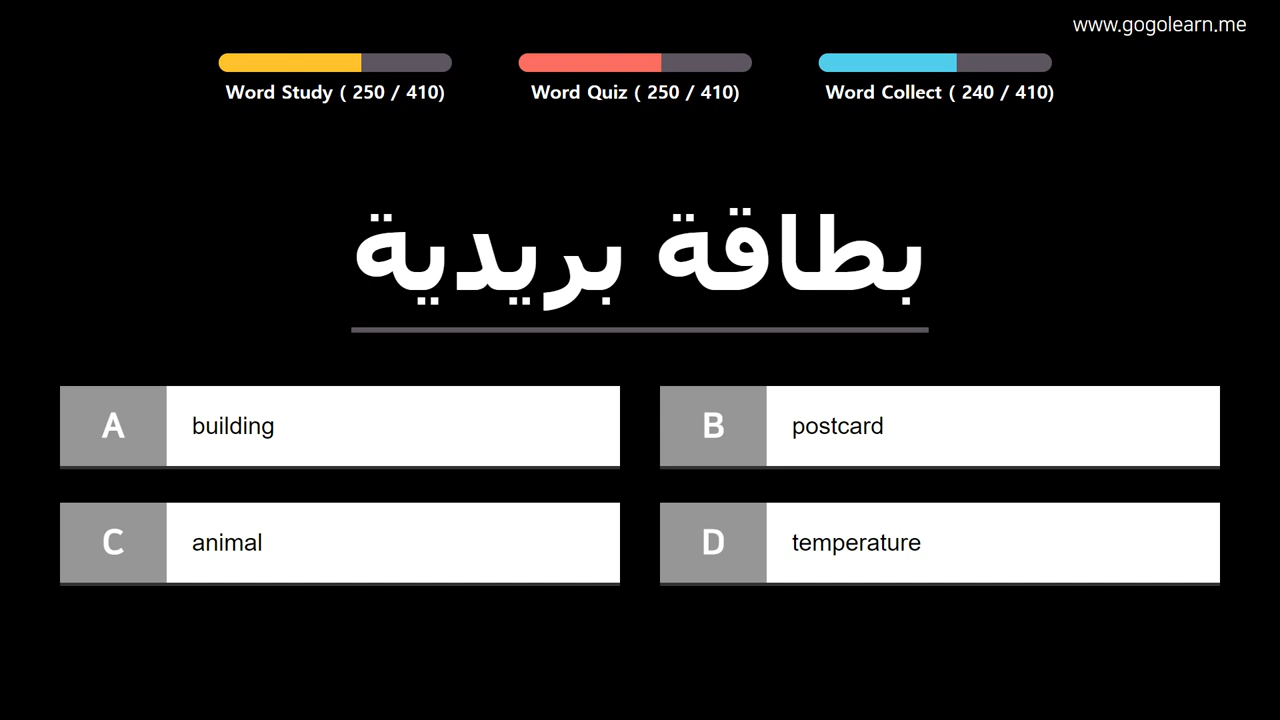 www.gogolearn.me
Word Study ( 250 / 410)
Word Quiz ( 250 / 410)
Word Collect ( 240 / 410)
بطاقة بريدية
A building
B postcard
C animal
D temperature